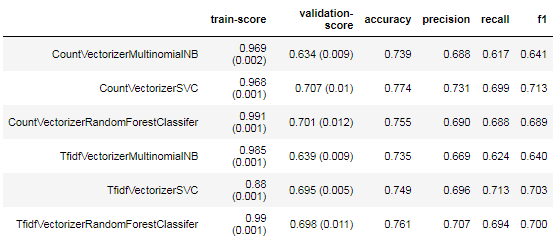 train-score validation-score accuracy precision recall f1
CountVectorizerMultinomialNB 0.969 (0.002) 0.634 (0.009) 0.739 0.688 0.617 0.641
CountVectorizerSVC 0.968 (0.001) 0.707 (0.01) 0.774 0.731 0.699 0.713
CountVectorizerRandomForestClassifer 0.991 (0.001) 0.701 (0.012) 0.755 0.690 0.688 0.689
TfidfVectorizerMultinomialNB 0.985 (0.001) 0.639 (0.009) 0.735 0.669 0.624 0.640
TfidfVectorizerSVC 0.88 (0.001) 0.695 (0.005) 0.749 0.696 0.713 0.703
TfidfVectorizerRandomForestClassifer 0.99 (0.001) 0.698 (0.011) 0.761 0.707 0.694 0.700